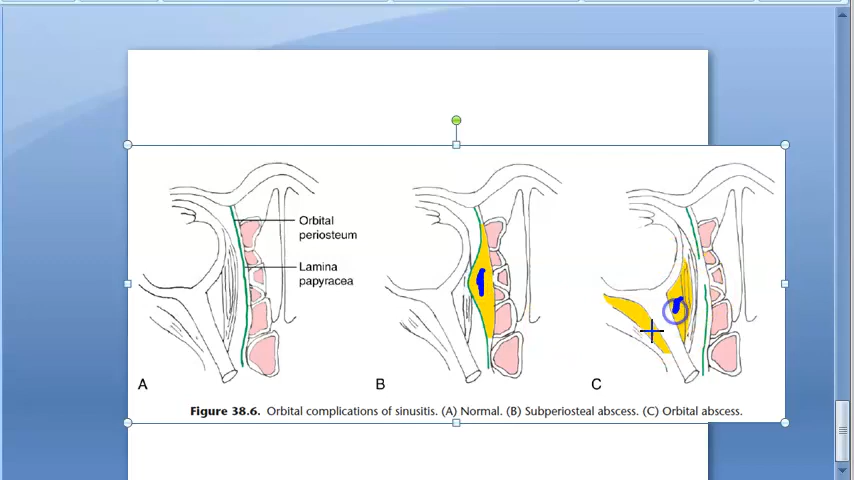 Orbital
periosteum
Lamina
papyracea
A
B
C
Figure 38.6. Orbital complications of sinusitis. (A) Normal. (B) Subperiosteal abscess. (C) Orbital abscess.